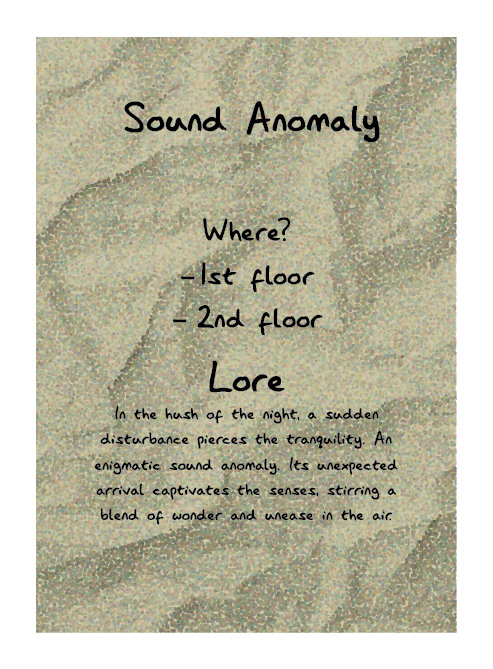 Sound Anomaly
Where?
-1st floor
- 2nd floor
Lore
In the hush of the night, a sudden
disturbance pierces the tranquility. An
enigmatic sound anomaly. Its unexpected
arrival captivates the senses, stirring a
blend of wonder and unease in the air.